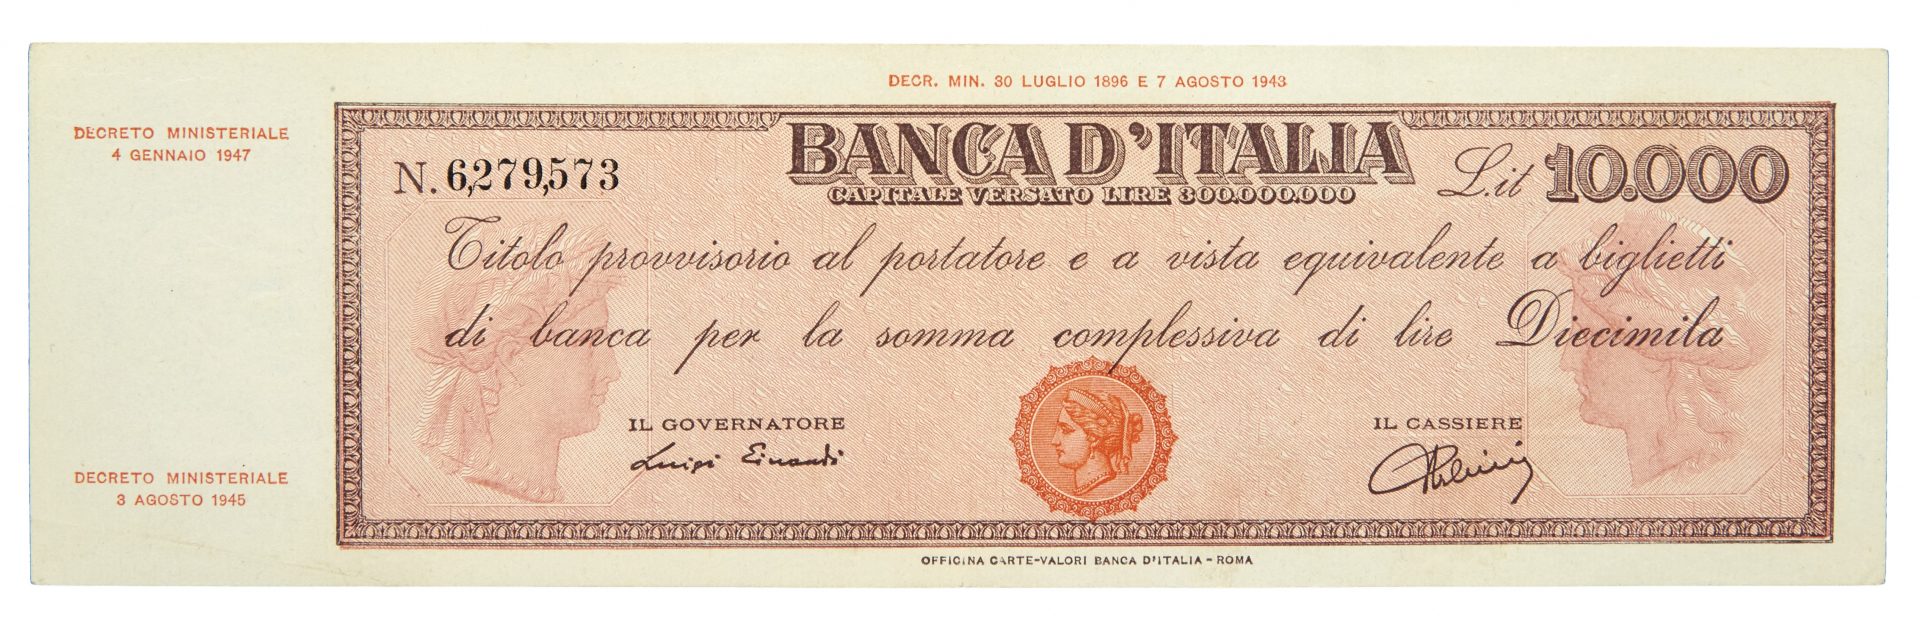 DECR. MIN. 30 LUGLIO 1896 E 7 AGOSTO 1943
DECRETO MINISTERIALE
4 GENNAIO 1947
N. 6,279,573
BANCA D'ITALIA
CAPITALE VERSATO LIRE 300.000.000
L.it 10.000
Titolo provvisorio al portatore e a vista equivalente a biglietti
di banca per la somma complessiva di lire Diecimila
IL GOVERNATORE
Luigi Einaudi
IL CASSIERE
DECRETO MINISTERIALE
3 AGOSTO 1945
OFFICINA CARTE-VALORI BANCA D'ITALIA - ROMA